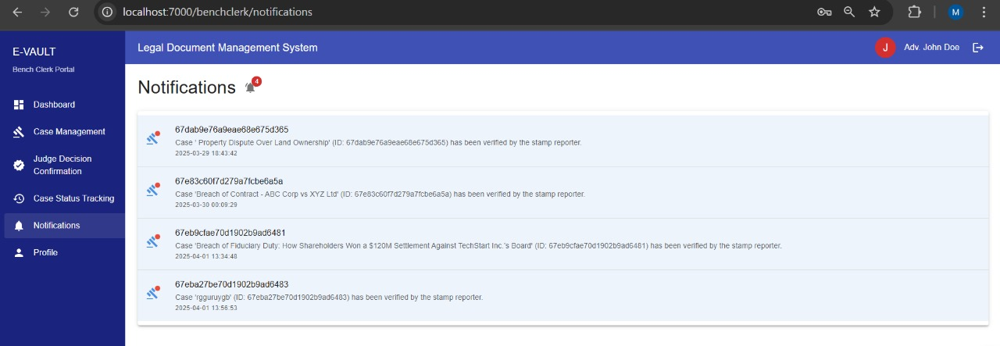 localhost:7000/benchclerk/notifications
M
E-VAULT
Bench Clerk Portal
Dashboard
Case Management
Judge Decision
Confirmation
Case Status Tracking
Notifications
Profile
Legal Document Management System
J
Adv. John Doe
Notifications
4
67dab9e76a9eae68e675d365
Case ' Property Dispute Over Land Ownership' (ID: 67dab9e76a9eae68e675d365) has been verified by the stamp reporter.
2025-03-29 18:43:42
67e83c60f7d279a7fcbe6a5a
Case 'Breach of Contract - ABC Corp vs XYZ Ltd' (ID: 67e83c60f7d279a7fcbe6a5a) has been verified by the stamp reporter.
2025-03-30 00:09:29
67eb9cfae70d1902b9ad6481
Case 'Breach of Fiduciary Duty: How Shareholders Won a $120M Settlement Against TechStart Inc.'s Board' (ID: 67eb9cfae70d1902b9ad6481) has been verified by the stamp reporter.
2025-04-01 13:34:48
67eba27be70d1902b9ad6483
Case 'rgguruygb' (ID: 67eba27be70d1902b9ad6483) has been verified by the stamp reporter.
2025-04-01 13:56:53